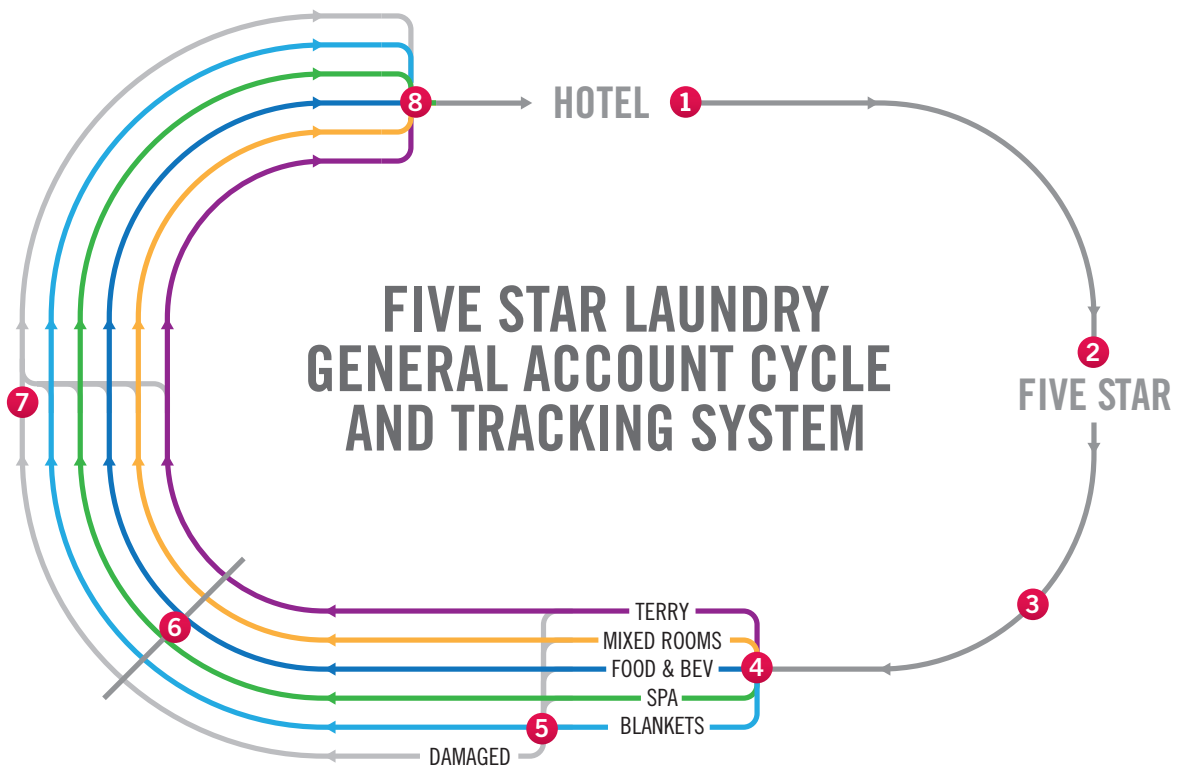 8
HOTEL 1
FIVE STAR LAUNDRY
GENERAL ACCOUNT CYCLE
AND TRACKING SYSTEM
2
FIVE STAR
7
3
6
TERRY
MIXED ROOMS
4
FOOD & BEV
SPA
5
BLANKETS
DAMAGED